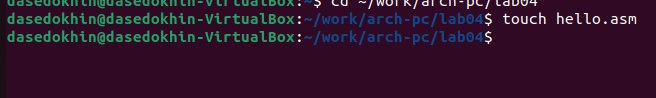 dasedokhin@dasedokhin-VirtualBox:~$ cd ~/work/arch-pc/lab04
dasedokhin@dasedokhin-VirtualBox:~/work/arch-pc/lab04$ touch hello.asm
dasedokhin@dasedokhin-VirtualBox:~/work/arch-pc/lab04$